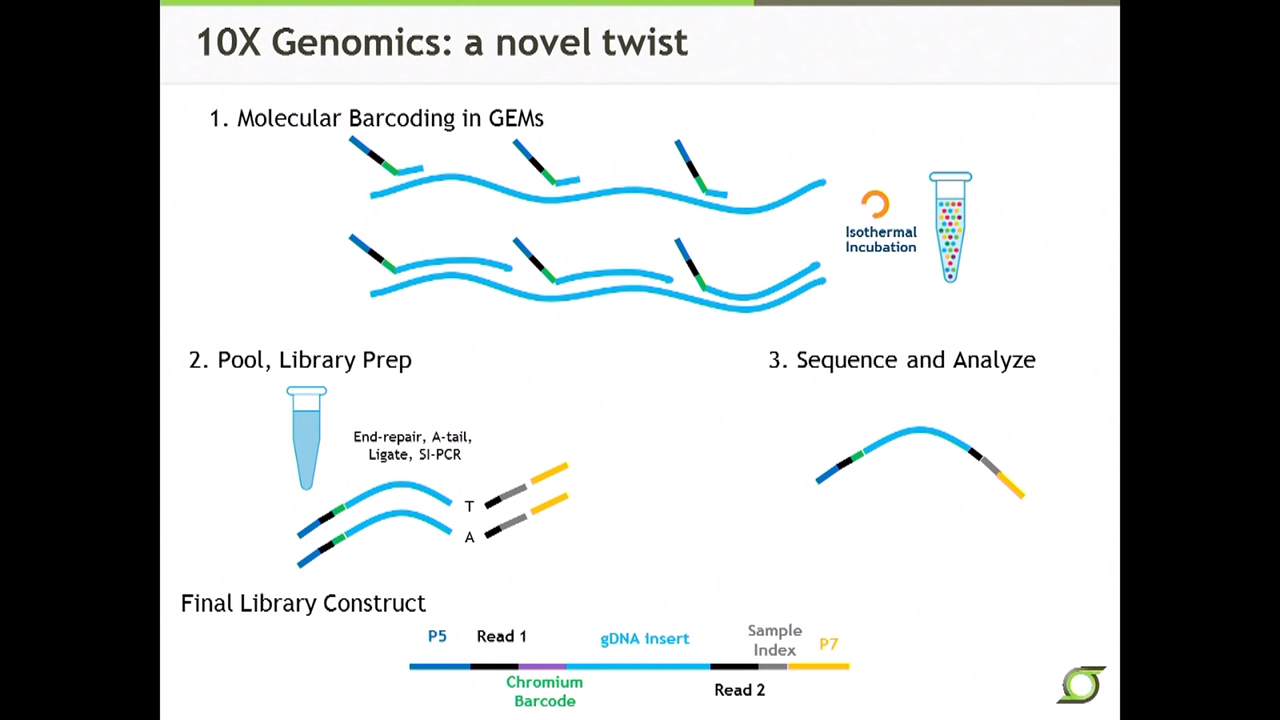 10X Genomics: a novel twist
1. Molecular Barcoding in GEMs
Isothermal
Incubation
2. Pool, Library Prep
3. Sequence and Analyze
End-repair, A-tail,
Ligate, SI-PCR
T
A
Final Library Construct
P5
Read 1
gDNA insert
Sample
Index
P7
Chromium
Barcode
Read 2